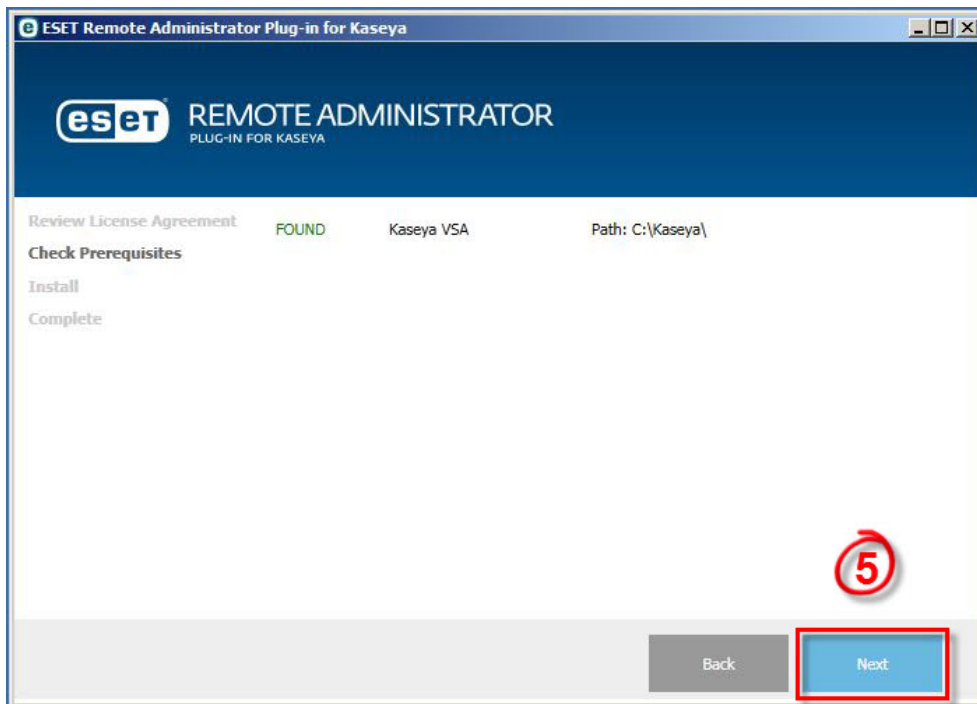 ESET Remote Administrator Plug-in for Kaseya
eset REMOTE ADMINISTRATOR
PLUG-IN FOR KASEYA
Review License Agreement
FOUND Kaseya VSA Path: C:\Kaseya\
Check Prerequisites
Install
Complete
5
Back Next